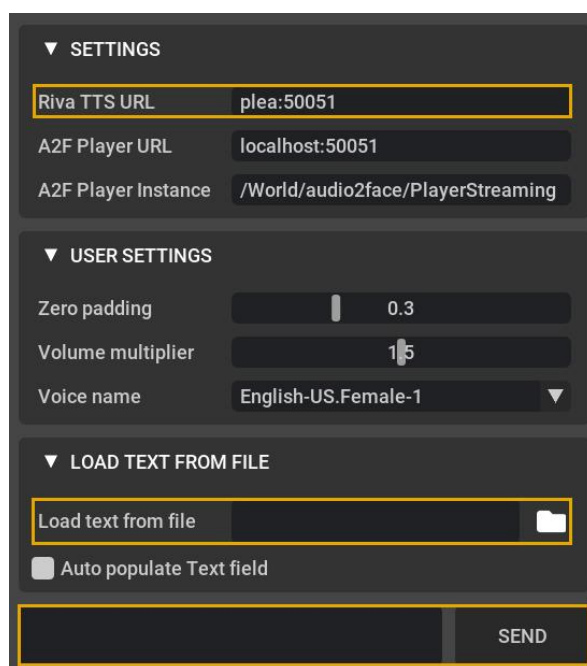 ▼ SETTINGS
Riva TTS URL plea:50051
A2F Player URL localhost:50051
A2F Player Instance /World/audio2face/PlayerStreaming
▼ USER SETTINGS
Zero padding 0.3
Volume multiplier 1.5
Voice name English-US.Female-1 ▼
▼ LOAD TEXT FROM FILE
Load text from file
Auto populate Text field
SEND